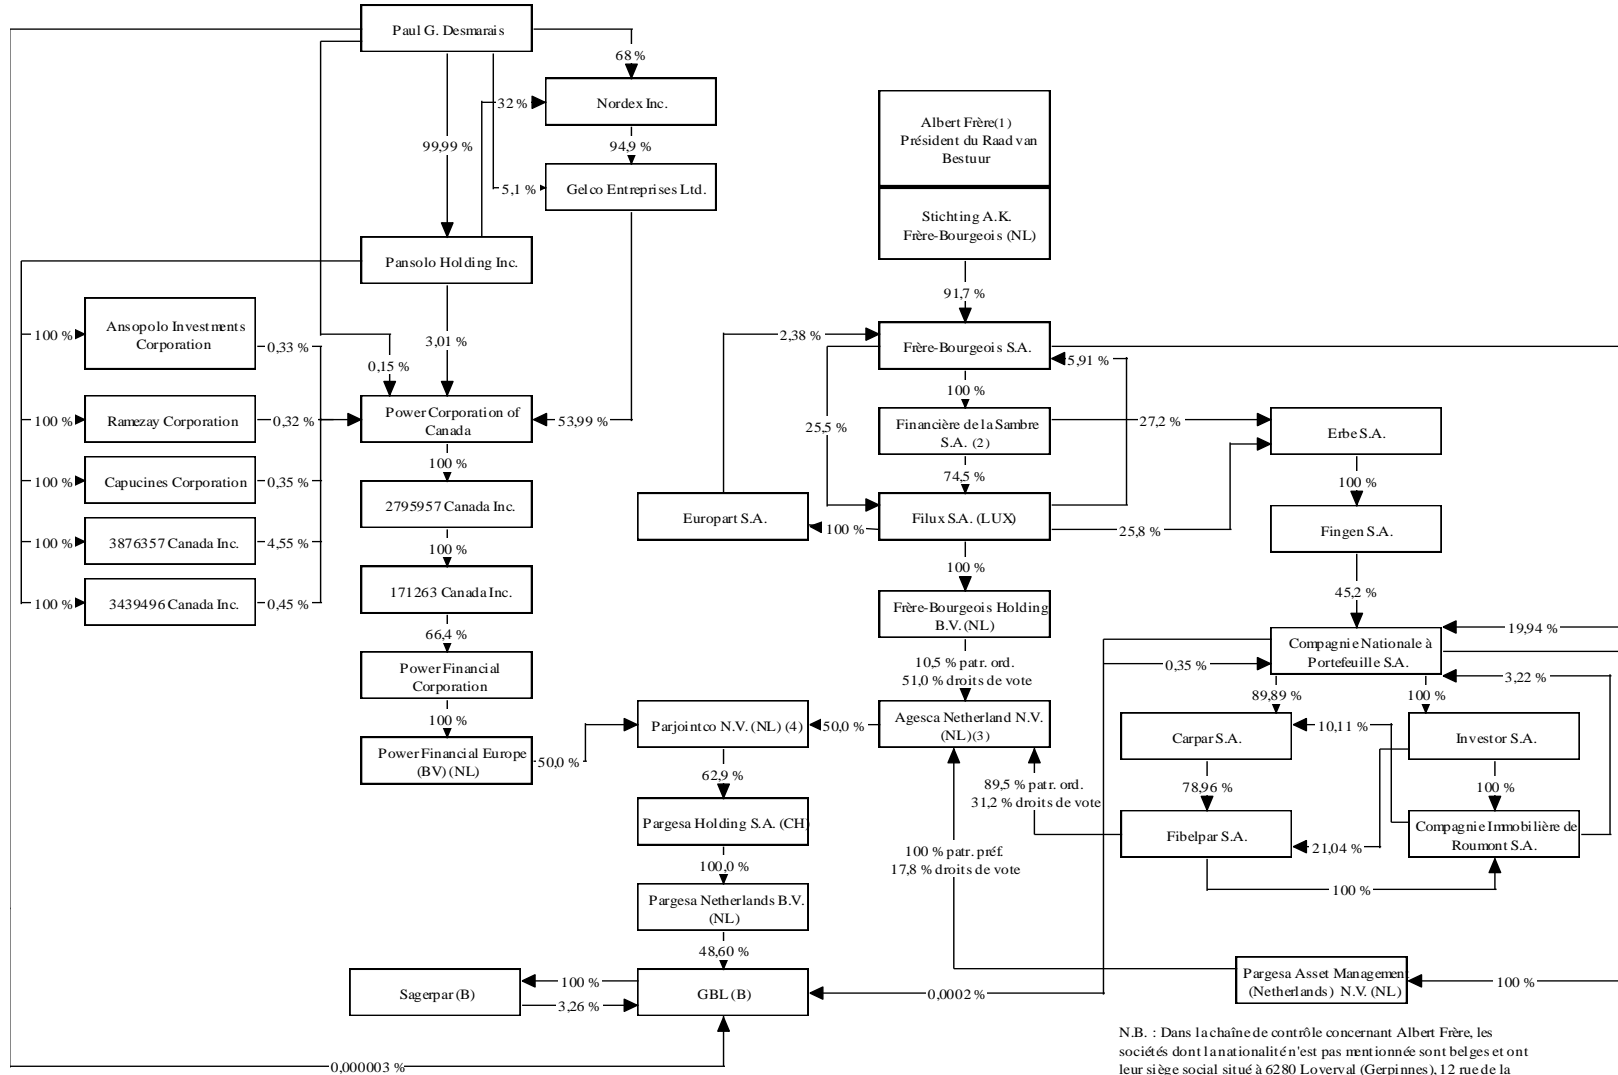 Paul G. Desmarais
68 %
Nordex Inc.
32 %
94,9 %
99,99 %
Gelco Entreprises Ltd.
5,1 %
Pansolo Holding Inc.
Ansopolo Investments
Corporation
100 %
0,33 %
3,01 %
0,15 %
Ramezay Corporation
100 %
0,32 %
Power Corporation of
Canada
53,99 %
100 %
Capucines Corporation
100 %
0,35 %
2795957 Canada Inc.
100 %
3876357 Canada Inc.
100 %
4,55 %
171263 Canada Inc.
3439496 Canada Inc.
100 %
0,45 %
66,4 %
Power Financial
Corporation
100 %
Power Financial Europe
(BV) (NL)
50,0 %
Albert Frère(1)
Président du Raad van
Bestuur
Stichting A.K.
Frère-Bourgeois (NL)
91,7 %
2,38 %
Frère-Bourgeois S.A.
5,91 %
100 %
25,5 %
Financière de la Sambre
S.A. (2)
27,2 %
74,5 %
Europart S.A.
100 %
Filux S.A. (LUX)
25,8 %
100 %
Frère-Bourgeois Holding
B.V. (NL)
10,5 % patr. ord.
51,0 % droits de vote
Parjointco N.V. (NL) (4)
50,0 %
Agesca Netherland N.V.
(NL)(3)
62,9 %
Pargesa Holding S.A. (CH)
100,0 %
Pargesa Netherlands B.V.
(NL)
48,60 %
Sagerpar (B)
100 %
3,26 %
GBL (B)
0,0002 %
0,000003 %
89,5 % patr. ord.
31,2 % droits de vote
100 % patr. préf.
17,8 % droits de vote
Erbe S.A.
100 %
Fingen S.A.
45,2 %
Compagnie Nationale à
Portefeuille S.A.
19,94 %
0,35 %
3,22 %
89,89 %
100 %
Carpar S.A.
10,11 %
Investor S.A.
78,96 %
100 %
Fibelpar S.A.
21,04 %
Compagnie Immobilière de
Roumont S.A.
100 %
Pargesa Asset Management
(Netherlands) N.V. (NL)
100 %
N.B. : Dans la chaîne de contrôle concernant Albert Frère, les
sociétés dont la nationalité n'est pas mentionnée sont belges et ont
leur siège social situé à 6280 Loverval (Gerpinnes), 12 rue de la